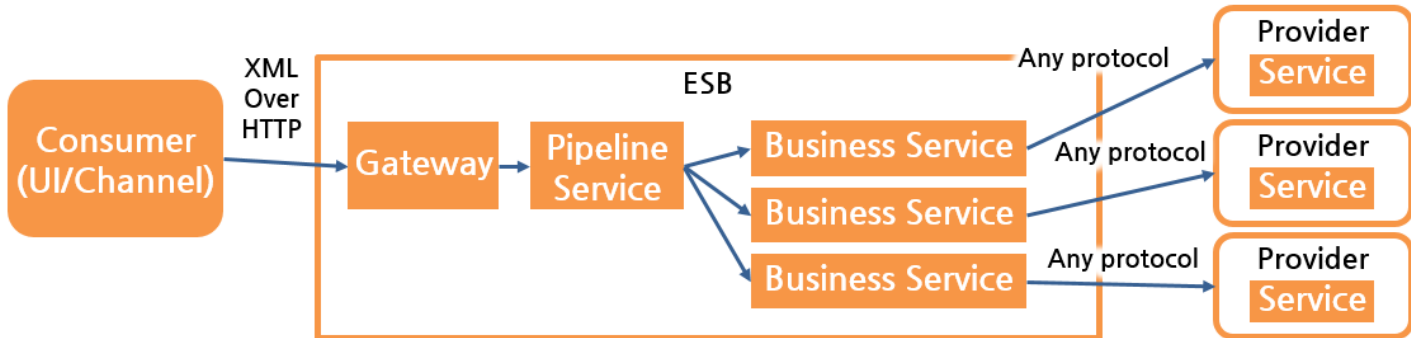 Consumer
(UI/Channel)
XML
Over
HTTP
ESB
Gateway
Pipeline
Service
Business Service
Business Service
Business Service
Any protocol
Any protocol
Any protocol
Provider
Service
Provider
Service
Provider
Service